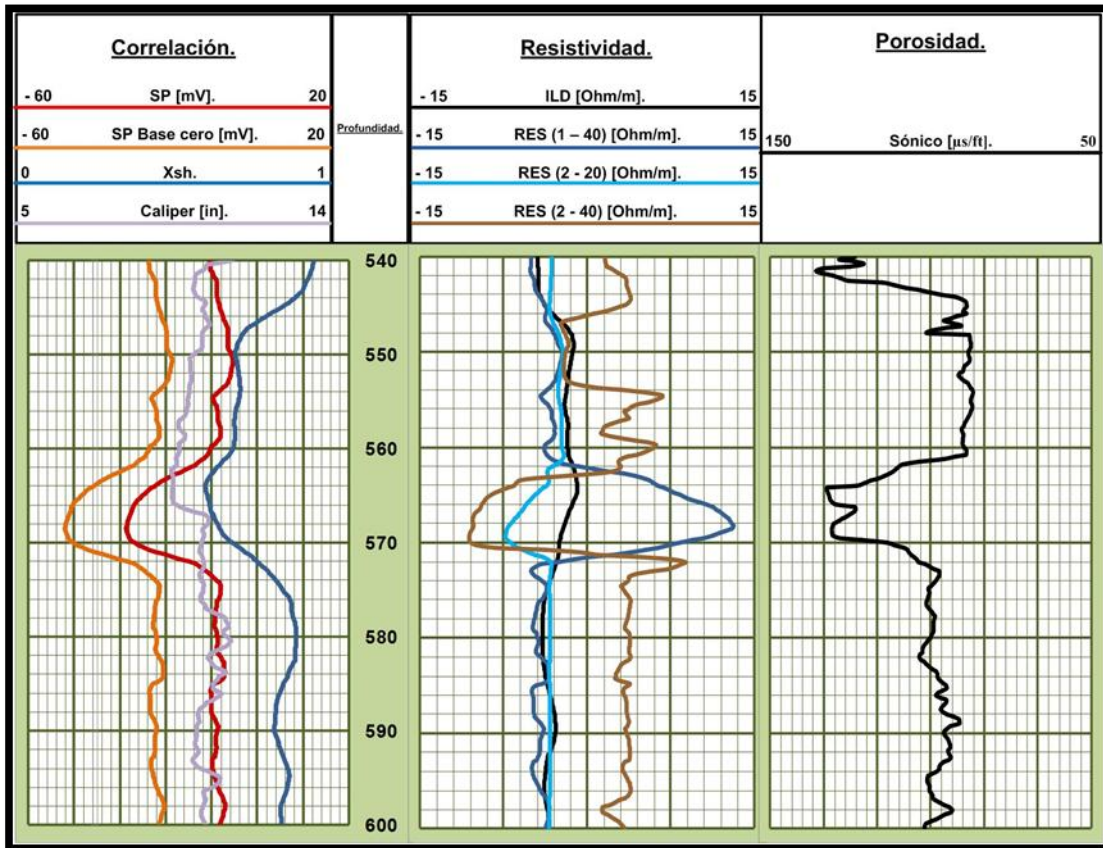 Correlación.
- 60 SP [mV]. 20
- 60 SP Base cero [mV]. 20
0 Xsh. 1
5 Caliper [in]. 14
Profundidad.
Resistividad.
- 15 ILD [Ohm/m]. 15
- 15 RES (1 – 40) [Ohm/m]. 15
- 15 RES (2 - 20) [Ohm/m]. 15
- 15 RES (2 - 40) [Ohm/m]. 15
Porosidad.
150 Sónico [µs/ft]. 50
540
550
560
570
580
590
600